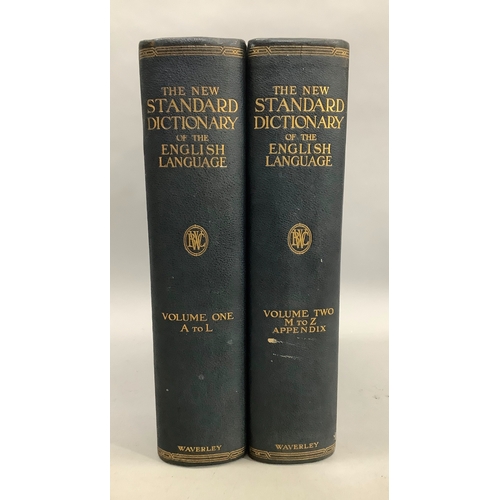 THE NEW
STANDARD
DICTIONARY
OF THE
ENGLISH
LANGUAGE
VOLUME ONE
A TO L
WAVERLEY
THE NEW
STANDARD
DICTIONARY
OF THE
ENGLISH
LANGUAGE
VOLUME TWO
M TO Z
APPENDIX
WAVERLEY